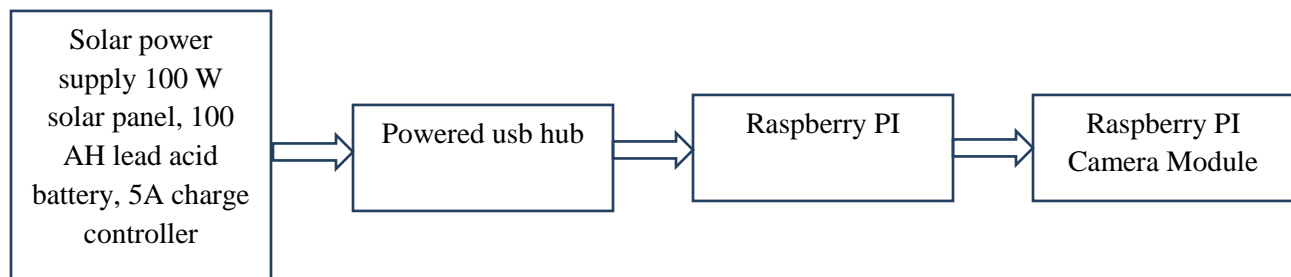 Solar power
supply 100 W
solar panel, 100
AH lead acid
battery, 5A charge
controller
Powered usb hub
Raspberry PI
Raspberry PI
Camera Module